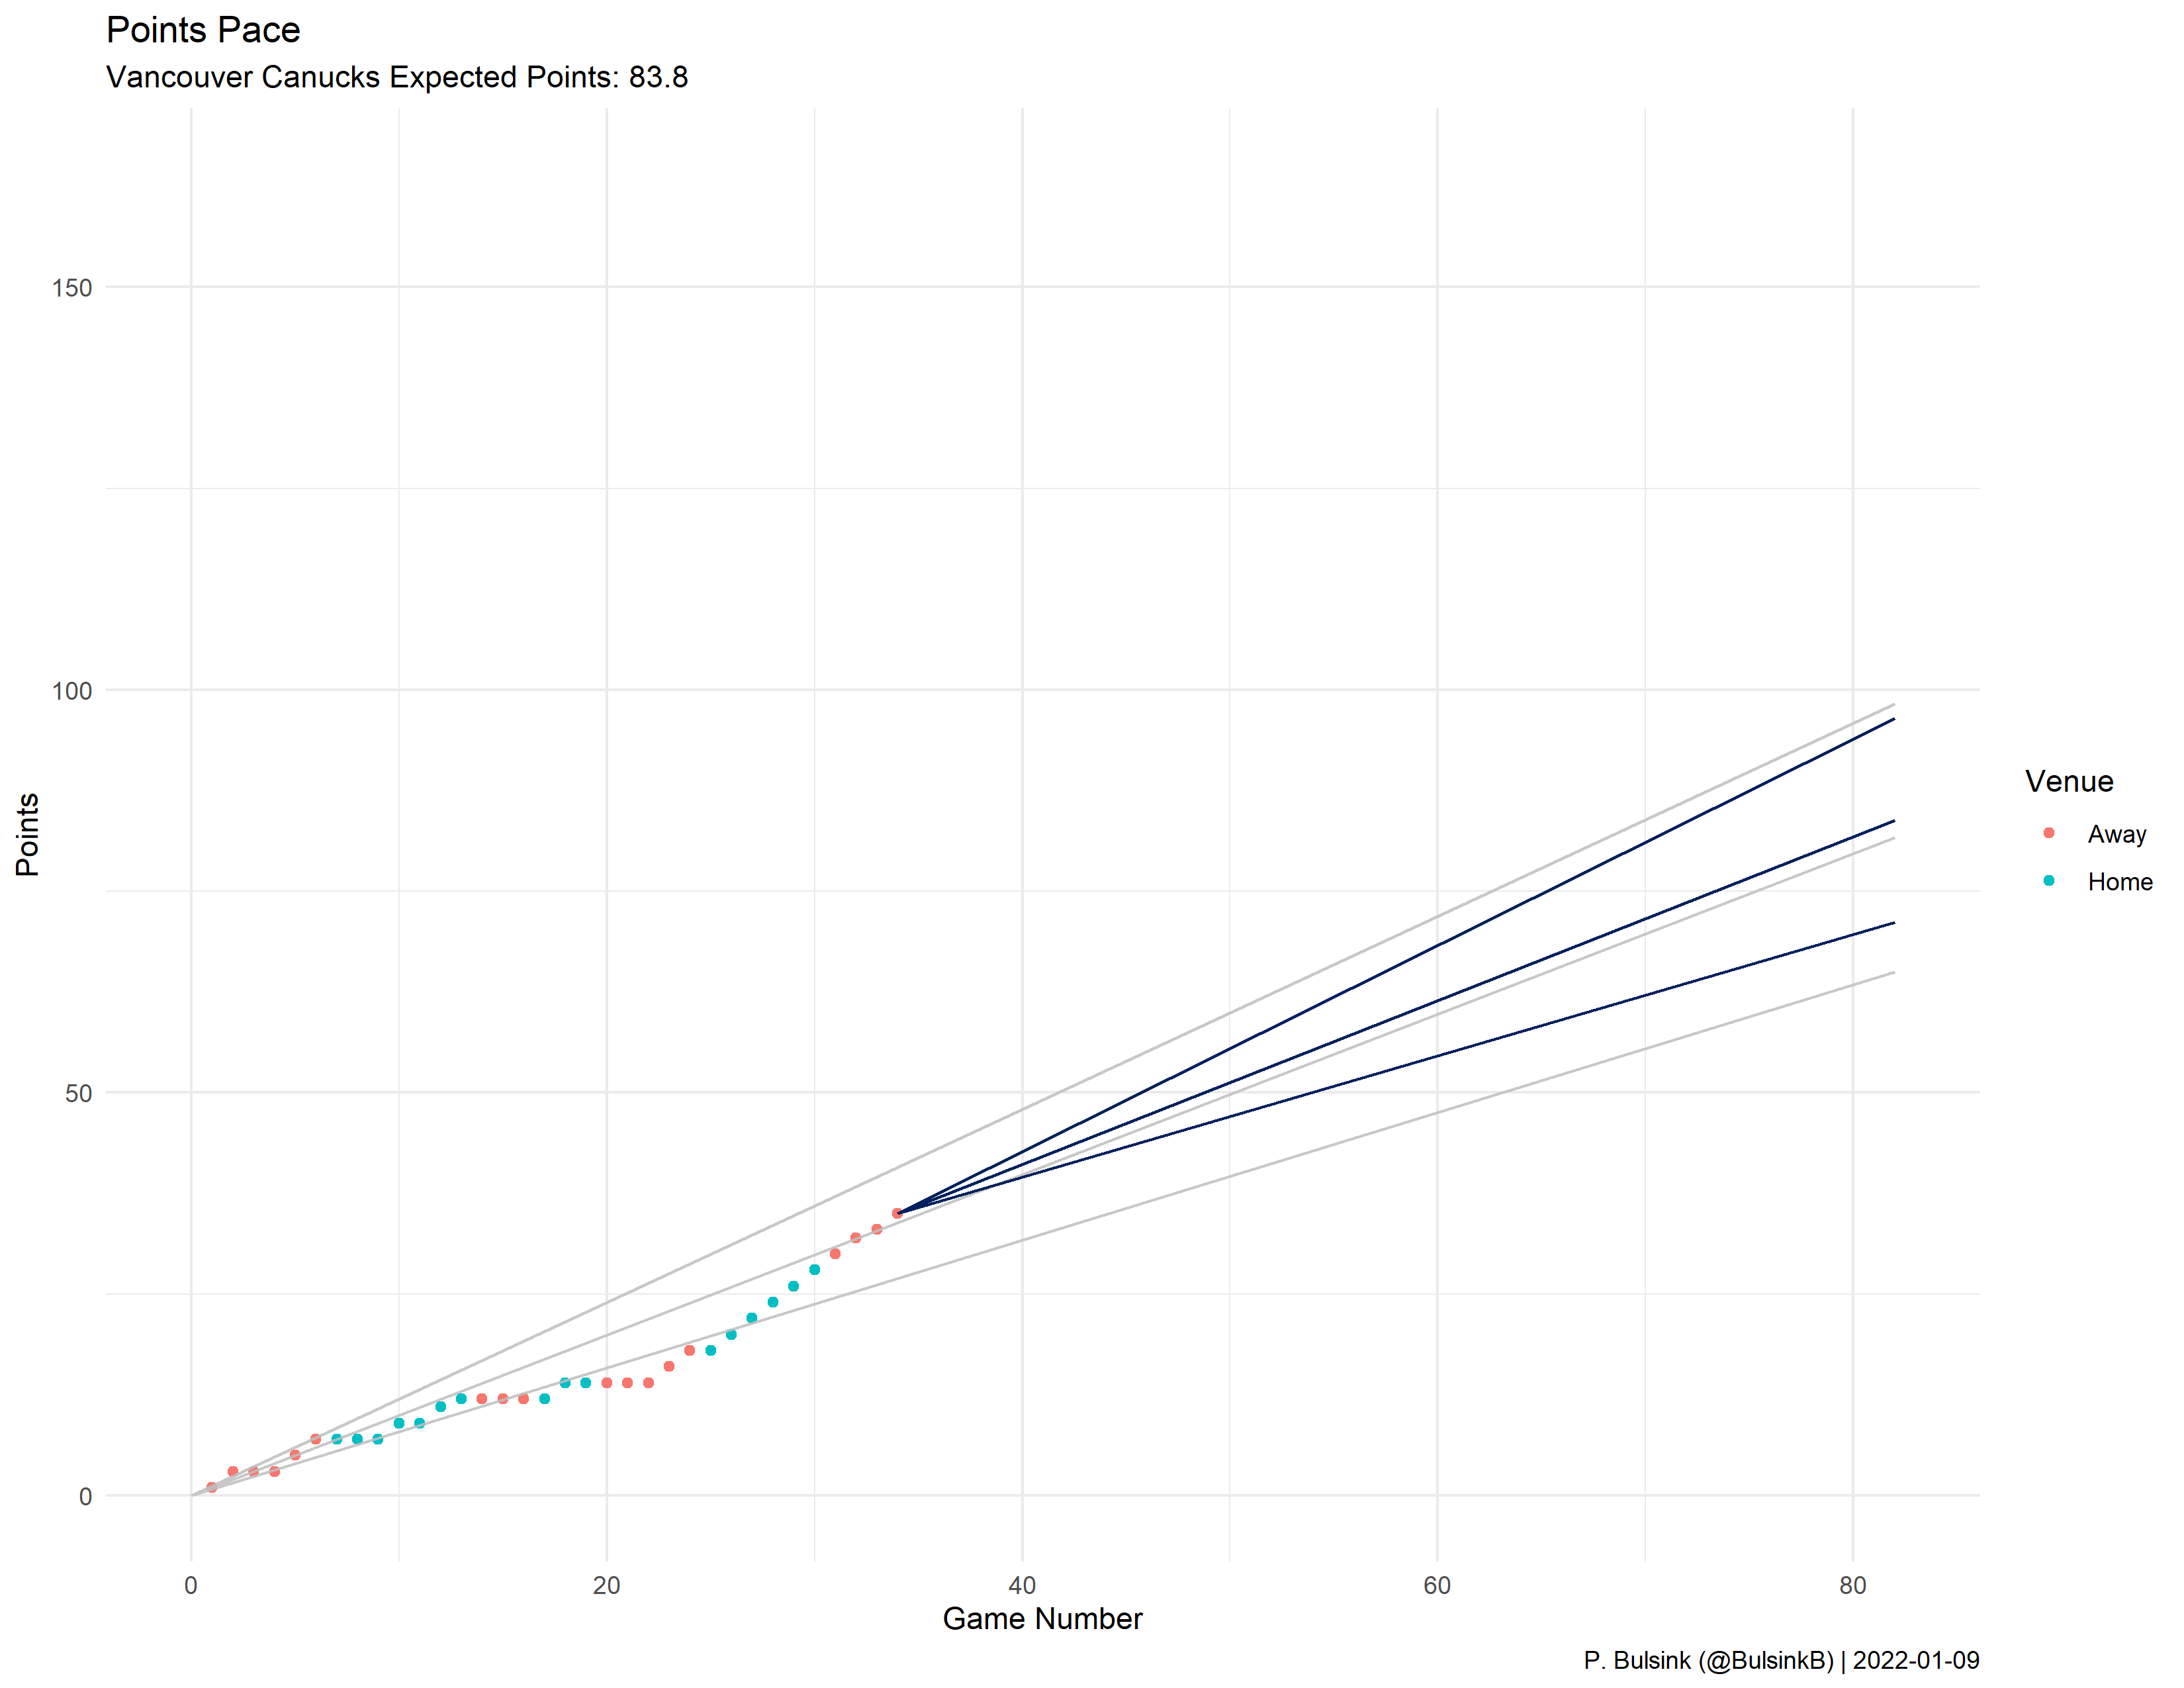 Points Pace
Vancouver Canucks Expected Points: 83.8
150
100
50
0
Points
0 20 40 60 80
Game Number
Venue
Away
Home
P. Bulsink (@BulsinkB) | 2022-01-09